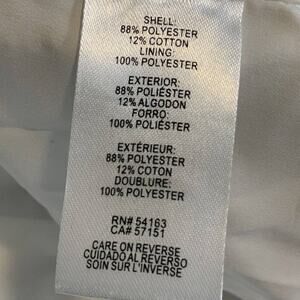 SHELL:
88% POLYESTER
12% COTTON
LINING:
100% POLYESTER
EXTERIOR:
88% POLIÉSTER
12% ALGODON
FORRO:
100% POLIÉSTER
EXTÉRIEUR:
88% POLYESTER
12% COTON
DOUBLURE:
100% POLYESTER
RN# 54163
CA# 57151
CARE ON REVERSE
CUIDADO AL REVERSO
SOIN SUR L'INVERSE